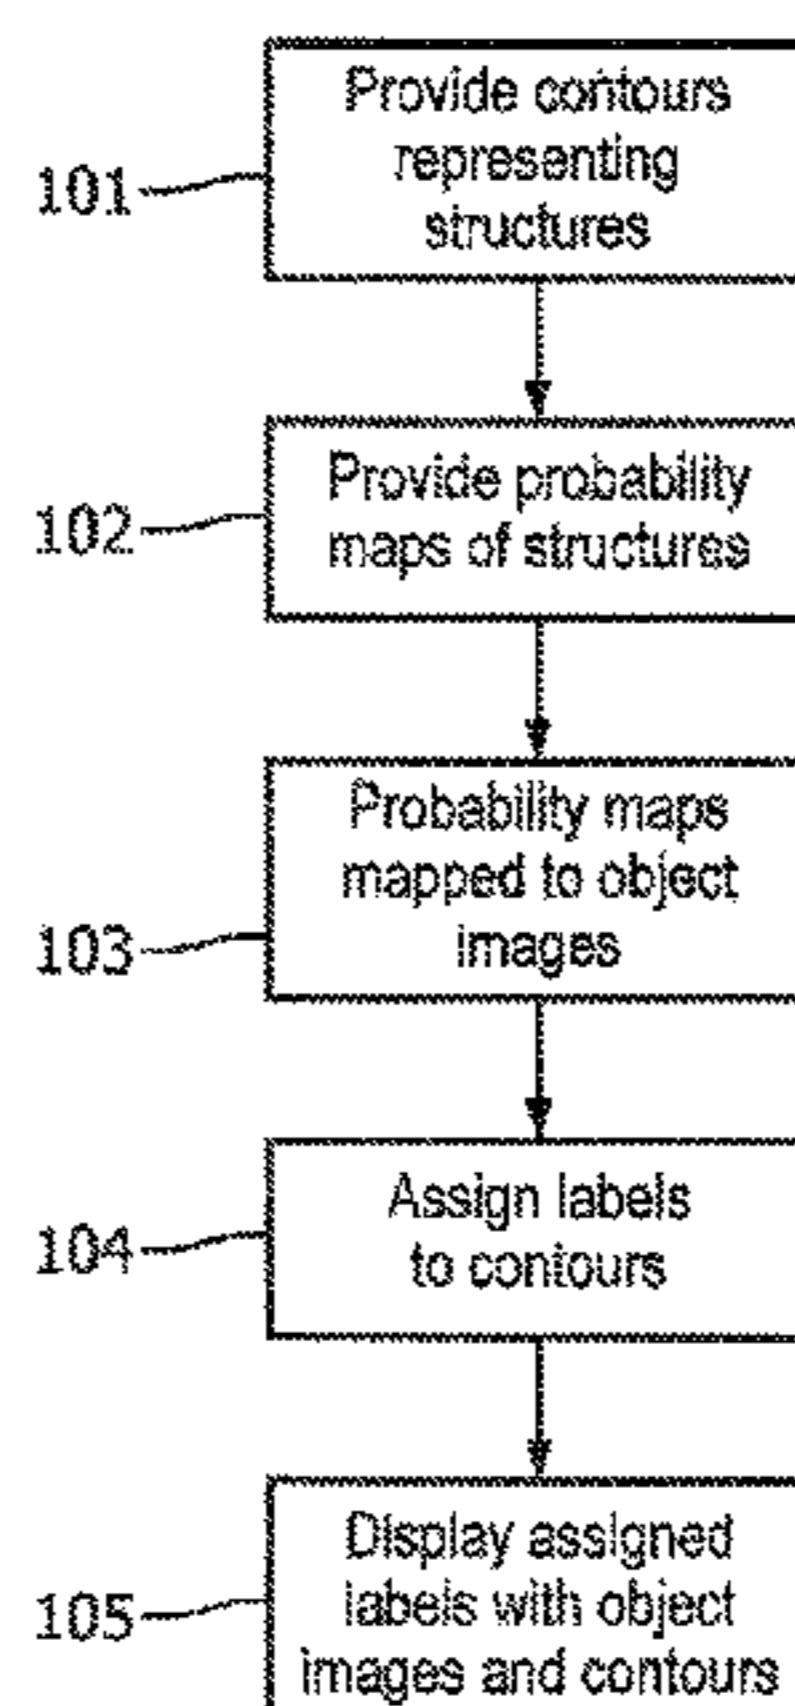 Provide contours
representing
structures
101
Provide probability
maps of structures
102
Probability maps
mapped to object
images
103
Assign labels
to contours
104
Display assigned
labels with object
images and contours
105